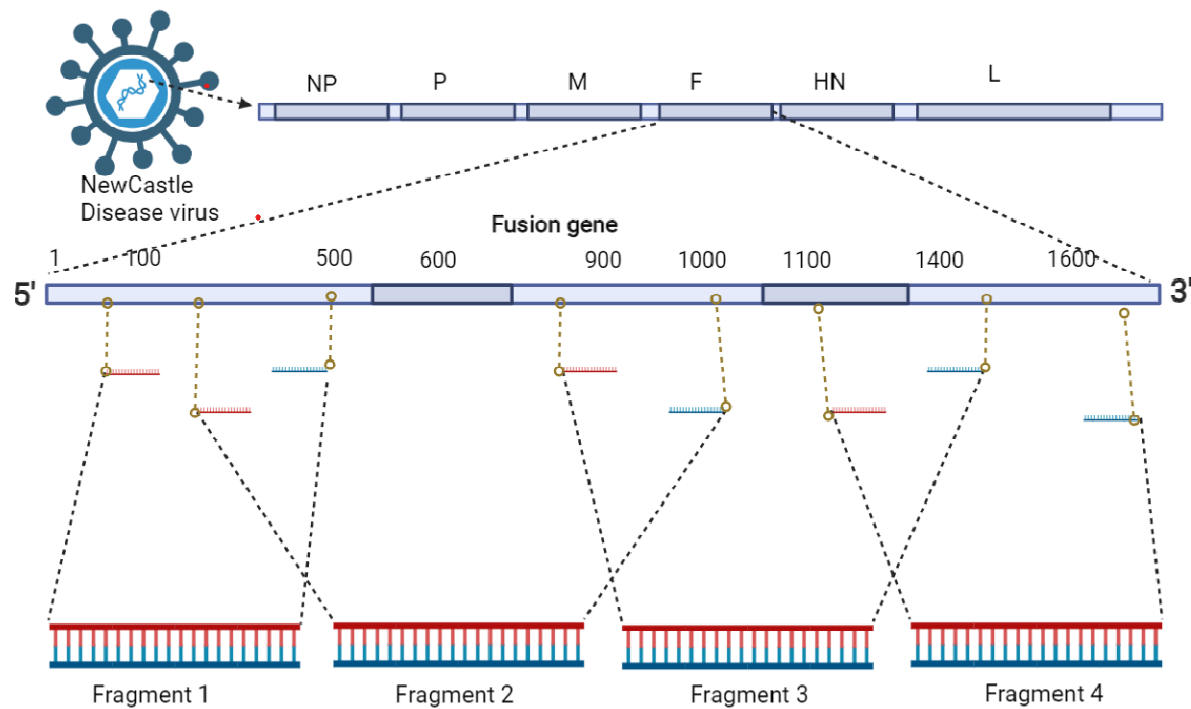 NP P M F HN L
NewCastle
Disease virus
Fusion gene
1 100 500 600 900 1000 1100 1400 1600
5' 3'
Fragment 1 Fragment 2 Fragment 3 Fragment 4